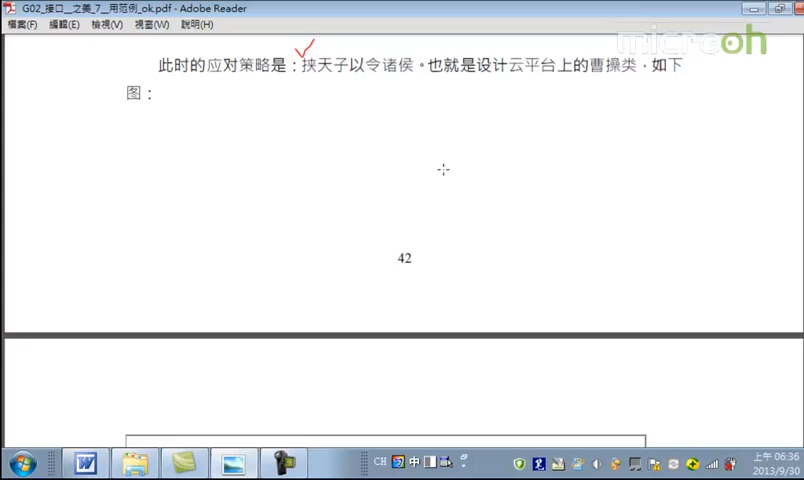 G02_接口__之美_7__用范例_ok.pdf - Adobe Reader
檔案(F) 編輯(E) 檢視(V) 視窗(W) 說明(H)
microoh
此时的应对策略是：挟天子以令诸侯。也就是设计云平台上的曹操类，如下
图：
42
CH 中
上午 06:36
2013/9/30